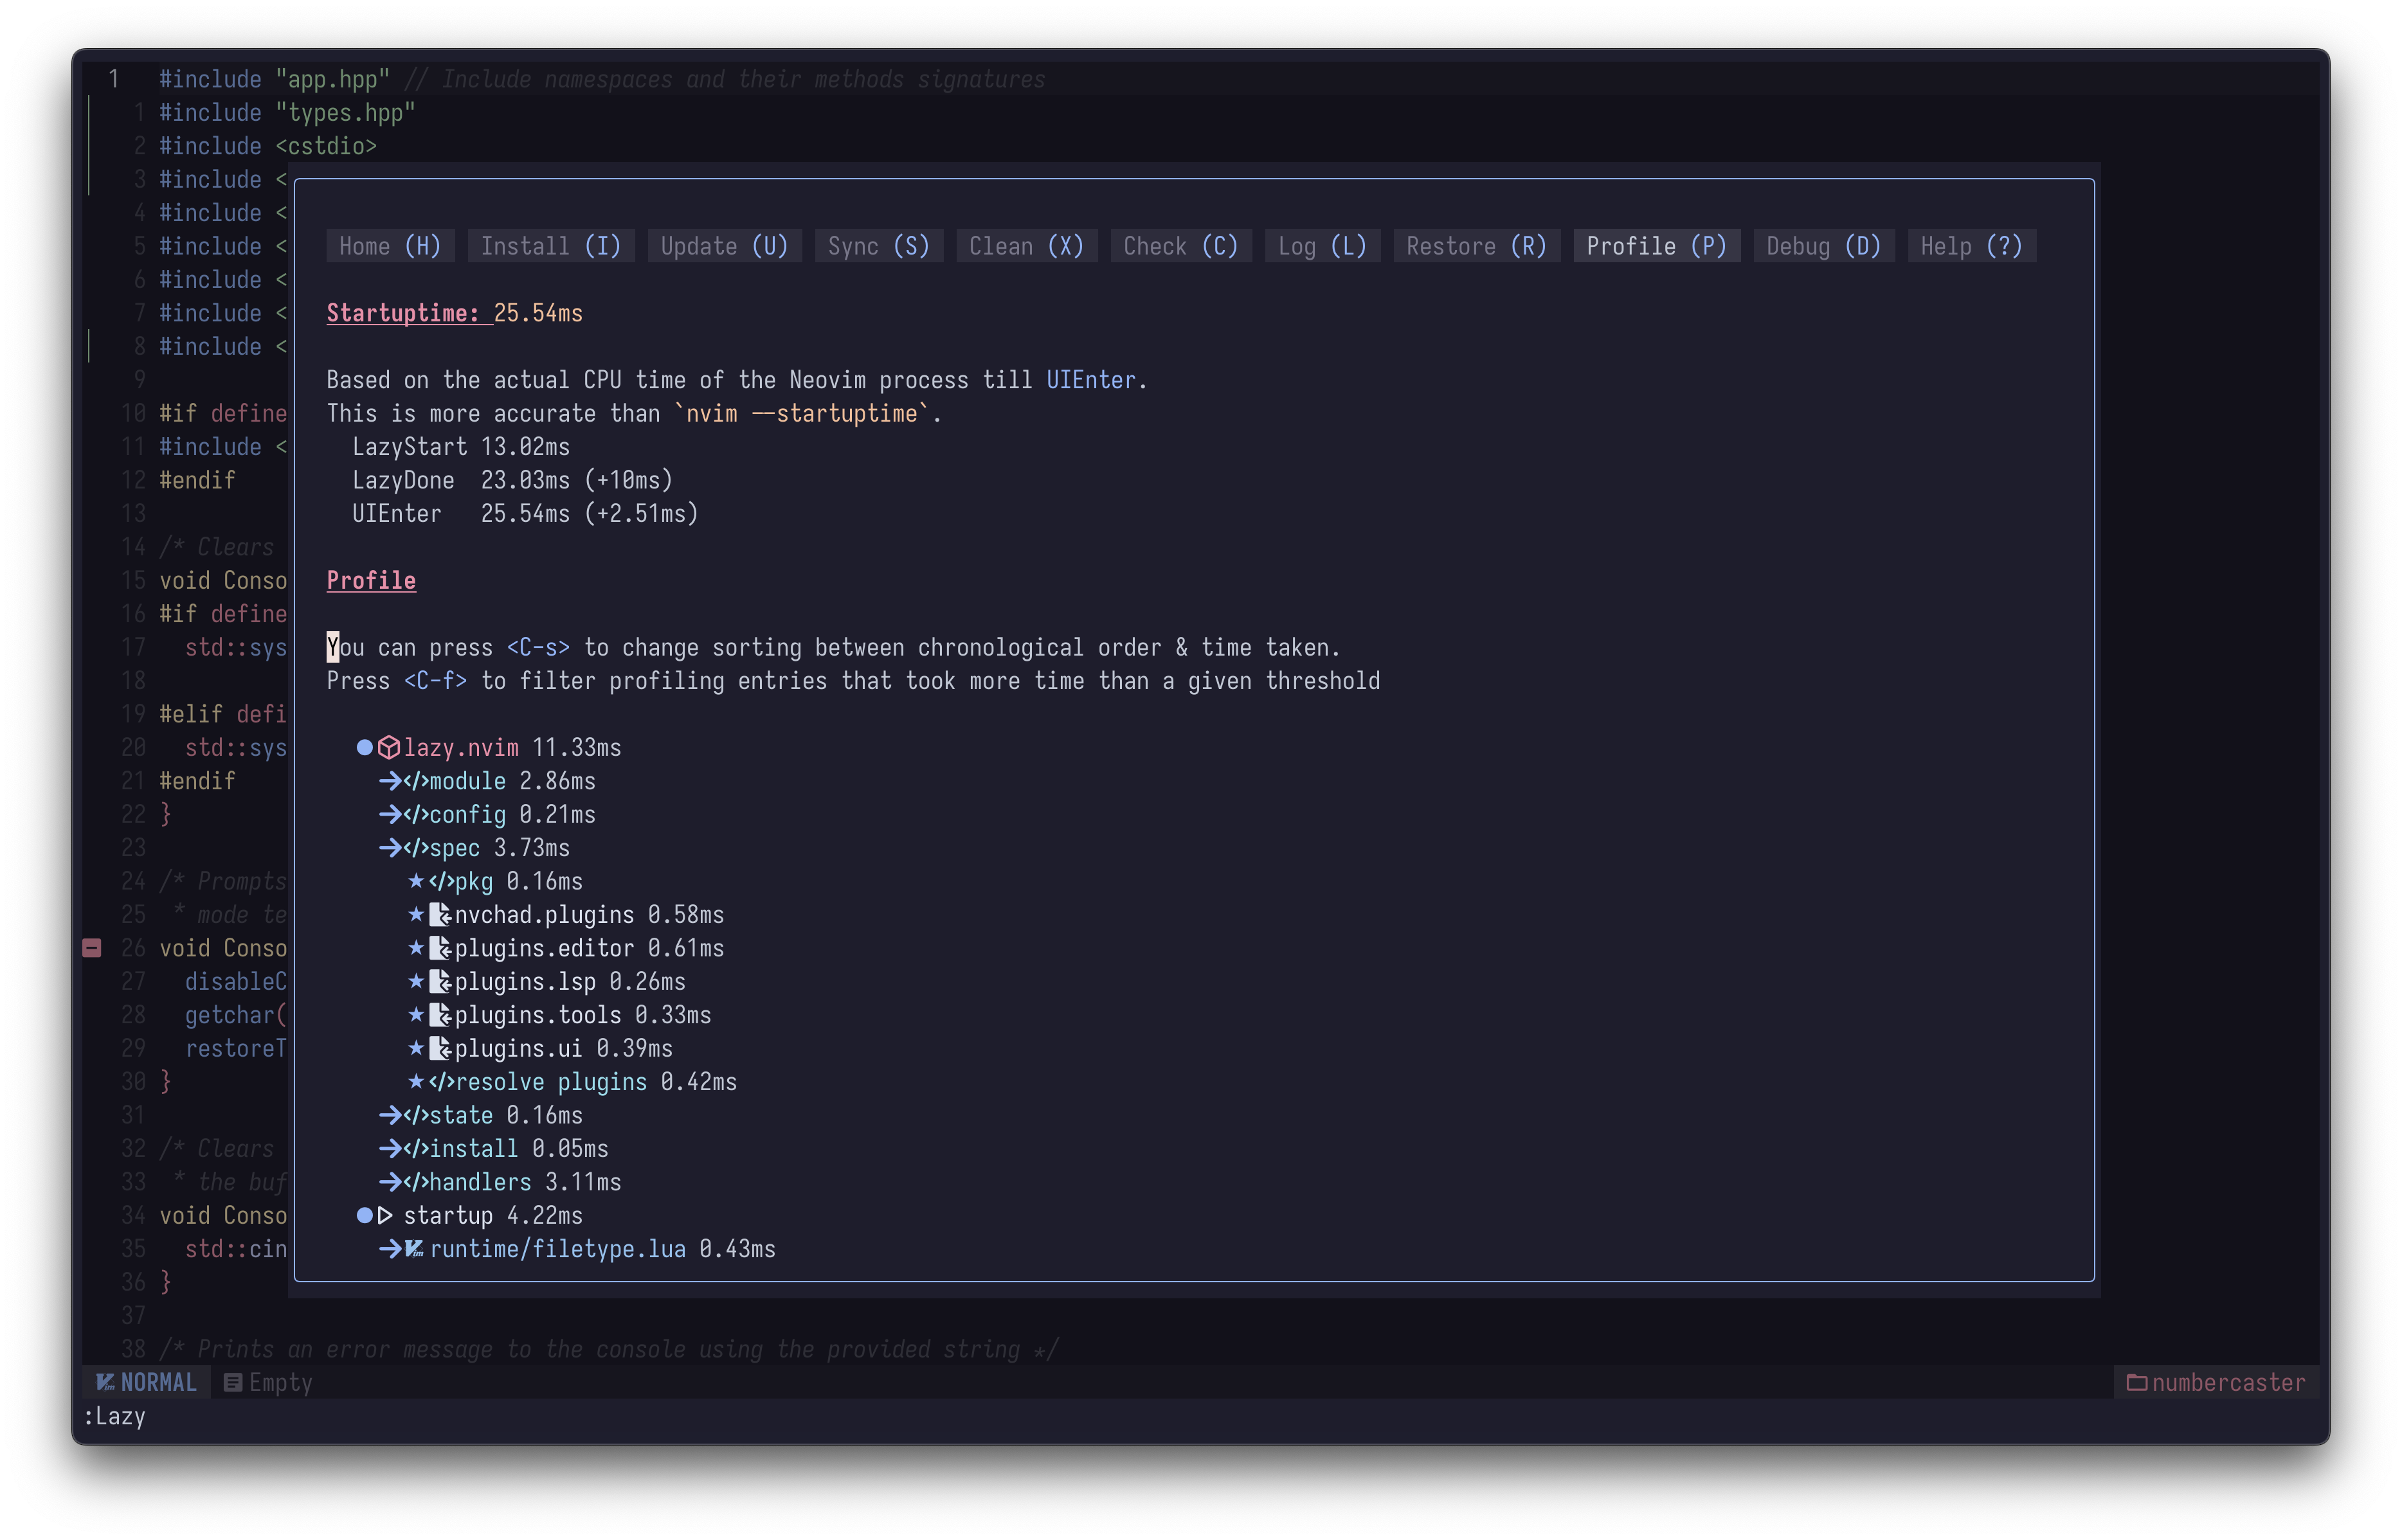 1 #include "app.hpp" // Include namespaces and their methods signatures
1 #include "types.hpp"
2 #include <cstdio>
3 #include <
4 #include <
5 #include <
6 #include <
7 #include <
8 #include <
9
10 #if define
11 #include <
12 #endif
13
14 /* Clears
15 void Conso
16 #if define
17 std::sys
18
19 #elif defi
20 std::sys
21 #endif
22 }
23
24 /* Prompts
25 * mode te
26 void Conso
27 disableC
28 getchar(
29 restoreT
30 }
31
32 /* Clears
33 * the buf
34 void Conso
35 std::cin
36 }
37
38 /* Prints an error message to the console using the provided string */
Home (H) Install (I) Update (U) Sync (S) Clean (X) Check (C) Log (L) Restore (R) Profile (P) Debug (D) Help (?)
Startuptime: 25.54ms
Based on the actual CPU time of the Neovim process till UIEnter.
This is more accurate than `nvim --startuptime`.
LazyStart 13.02ms
LazyDone 23.03ms (+10ms)
UIEnter 25.54ms (+2.51ms)
Profile
You can press <C-s> to change sorting between chronological order & time taken.
Press <C-f> to filter profiling entries that took more time than a given threshold
lazy.nvim 11.33ms
module 2.86ms
config 0.21ms
spec 3.73ms
pkg 0.16ms
nvchad.plugins 0.58ms
plugins.editor 0.61ms
plugins.lsp 0.26ms
plugins.tools 0.33ms
plugins.ui 0.39ms
resolve plugins 0.42ms
state 0.16ms
install 0.05ms
handlers 3.11ms
startup 4.22ms
runtime/filetype.lua 0.43ms
NORMAL Empty numbercaster
:Lazy